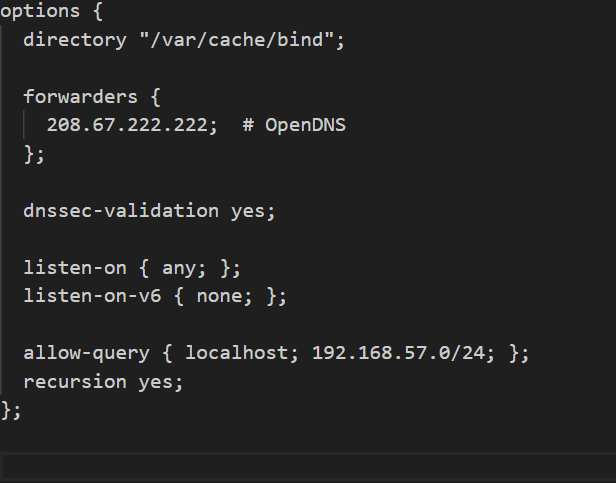 options {
directory "/var/cache/bind";
forwarders {
208.67.222.222;  # OpenDNS
};
dnssec-validation yes;
listen-on { any; };
listen-on-v6 { none; };
allow-query { localhost; 192.168.57.0/24; };
recursion yes;
};